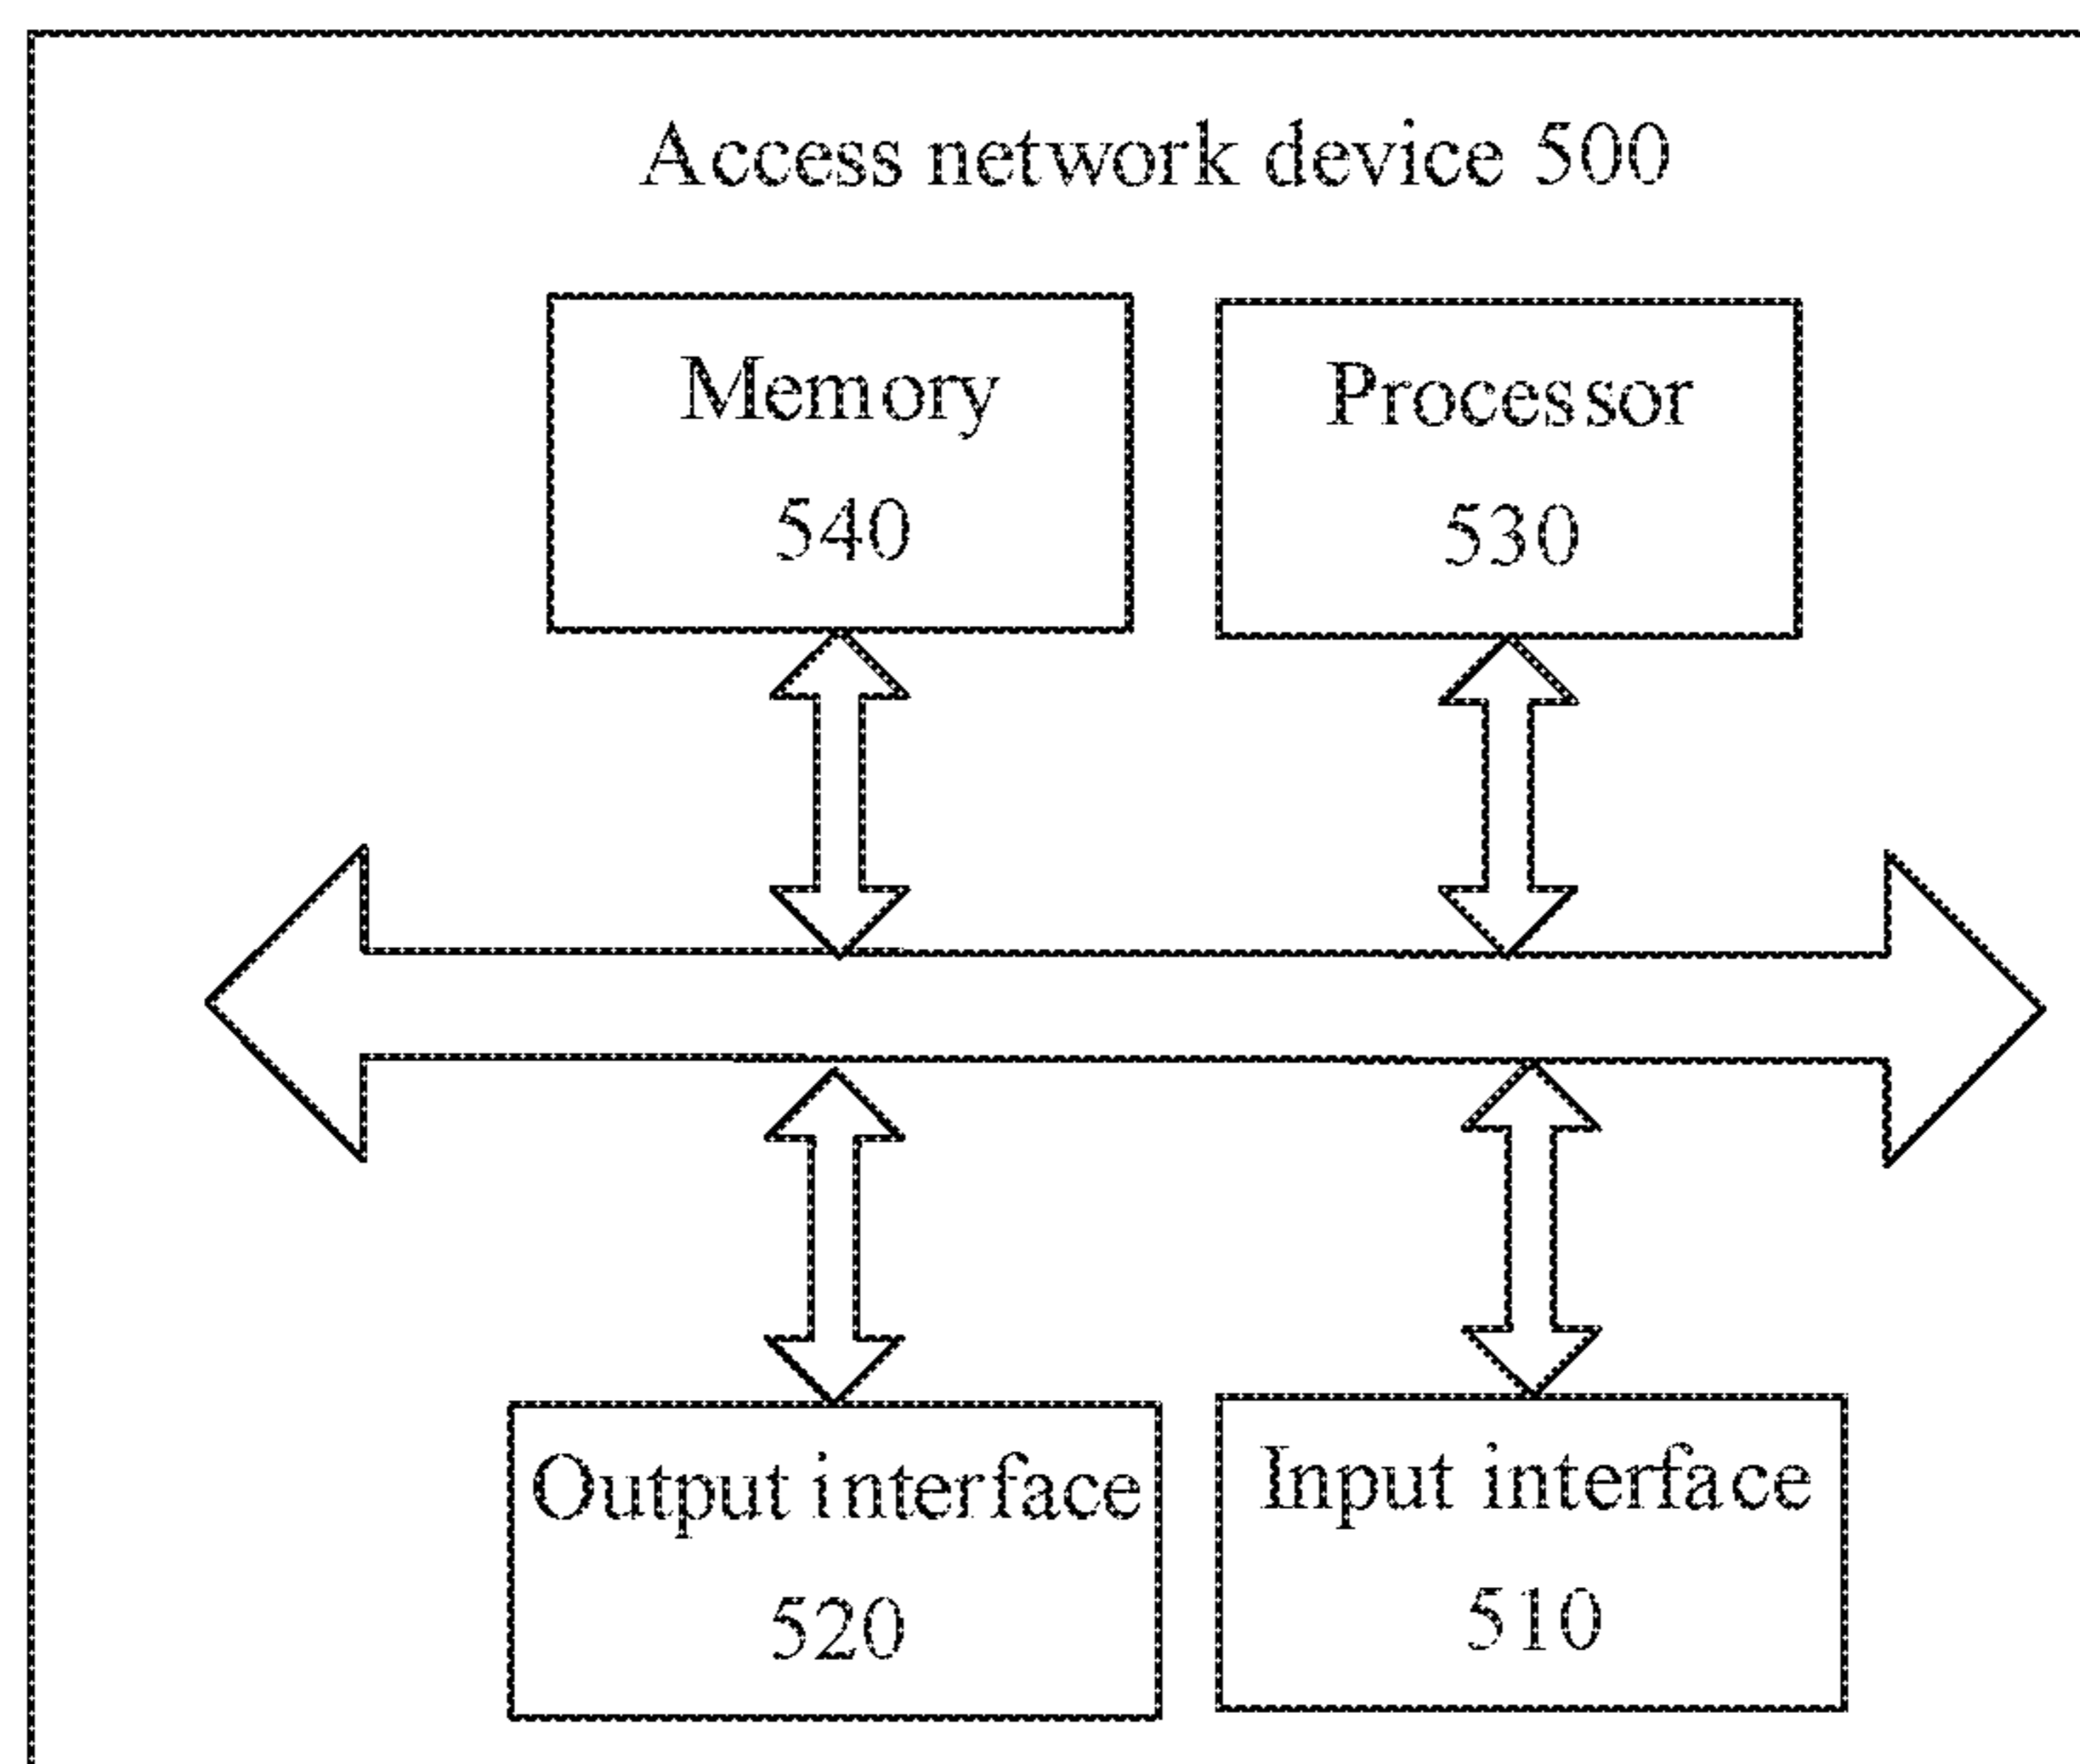 Access network device 500
Memory
540
Processor
530
Output interface
520
Input interface
510